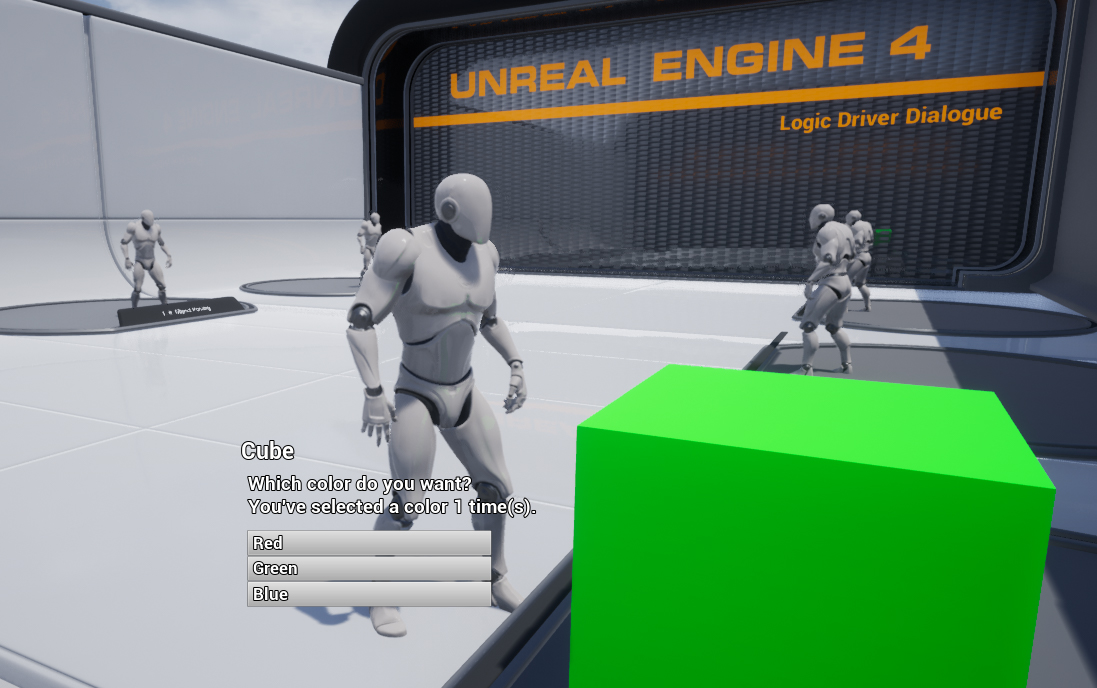 UNREAL ENGINE 4
Logic Driver Dialogue
Cube
Which color do you want?
You've selected a color 1 time(s).
Red
Green
Blue